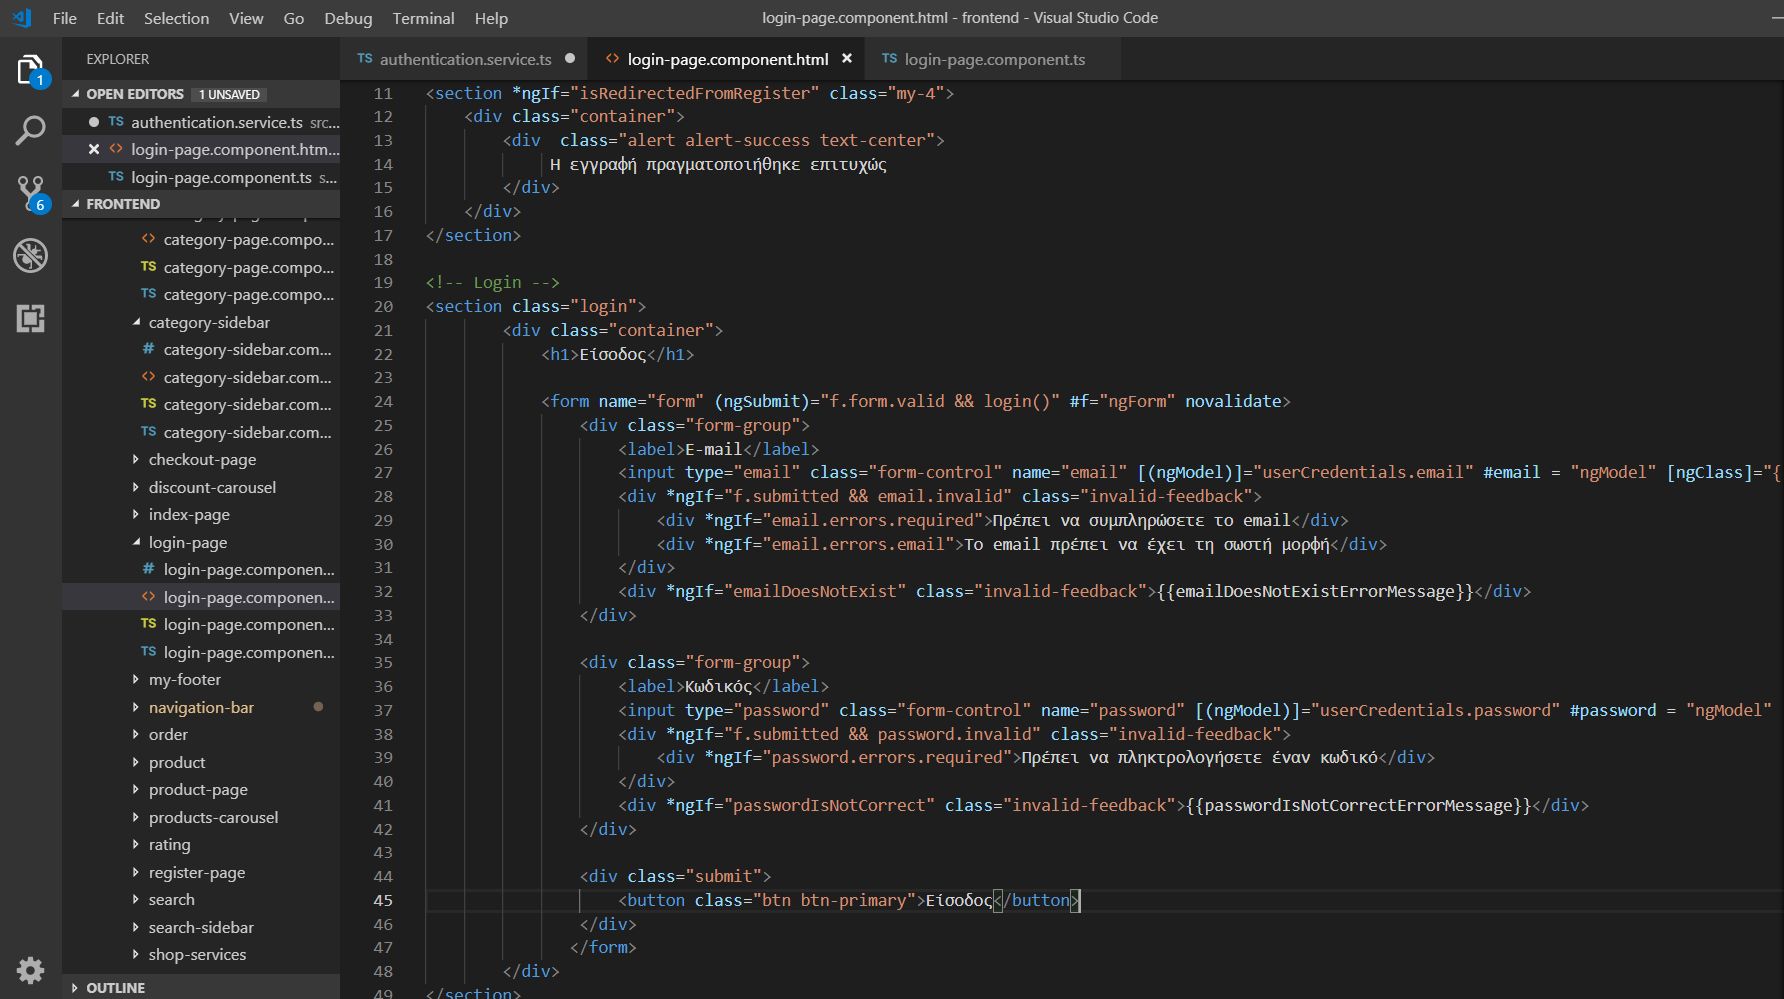 File Edit Selection View Go Debug Terminal Help
login-page.component.html - frontend - Visual Studio Code
EXPLORER
OPEN EDITORS 1 UNSAVED
TS authentication.service.ts src...
<> login-page.component.htm...
TS login-page.component.ts s...
FRONTEND
<> category-page.compo...
TS category-page.compo...
TS category-page.compo...
category-sidebar
# category-sidebar.com...
<> category-sidebar.com...
TS category-sidebar.com...
TS category-sidebar.com...
checkout-page
discount-carousel
index-page
login-page
# login-page.componen...
<> login-page.componen...
TS login-page.componen...
TS login-page.componen...
my-footer
navigation-bar
order
product
product-page
products-carousel
rating
register-page
search
search-sidebar
shop-services
OUTLINE
1
6
TS authentication.service.ts
<> login-page.component.html
TS login-page.component.ts
11 <section *ngIf="isRedirectedFromRegister" class="my-4">
12 <div class="container">
13 <div  class="alert alert-success text-center">
14 Η εγγραφή πραγματοποιήθηκε επιτυχώς
15 </div>
16 </div>
17 </section>
18
19 <!-- Login -->
20 <section class="login">
21 <div class="container">
22 <h1>Είσοδος</h1>
23
24 <form name="form" (ngSubmit)="f.form.valid && login()" #f="ngForm" novalidate>
25 <div class="form-group">
26 <label>E-mail</label>
27 <input type="email" class="form-control" name="email" [(ngModel)]="userCredentials.email" #email = "ngModel" [ngClass]="{
28 <div *ngIf="f.submitted && email.invalid" class="invalid-feedback">
29 <div *ngIf="email.errors.required">Πρέπει να συμπληρώσετε το email</div>
30 <div *ngIf="email.errors.email">Το email πρέπει να έχει τη σωστή μορφή</div>
31 </div>
32 <div *ngIf="emailDoesNotExist" class="invalid-feedback">{{emailDoesNotExistErrorMessage}}</div>
33 </div>
34
35 <div class="form-group">
36 <label>Κωδικός</label>
37 <input type="password" class="form-control" name="password" [(ngModel)]="userCredentials.password" #password = "ngModel"
38 <div *ngIf="f.submitted && password.invalid" class="invalid-feedback">
39 <div *ngIf="password.errors.required">Πρέπει να πληκτρολογήσετε έναν κωδικό</div>
40 </div>
41 <div *ngIf="passwordIsNotCorrect" class="invalid-feedback">{{passwordIsNotCorrectErrorMessage}}</div>
42 </div>
43
44 <div class="submit">
45 <button class="btn btn-primary">Είσοδος</button>
46 </div>
47 </form>
48 </div>
49 </section>